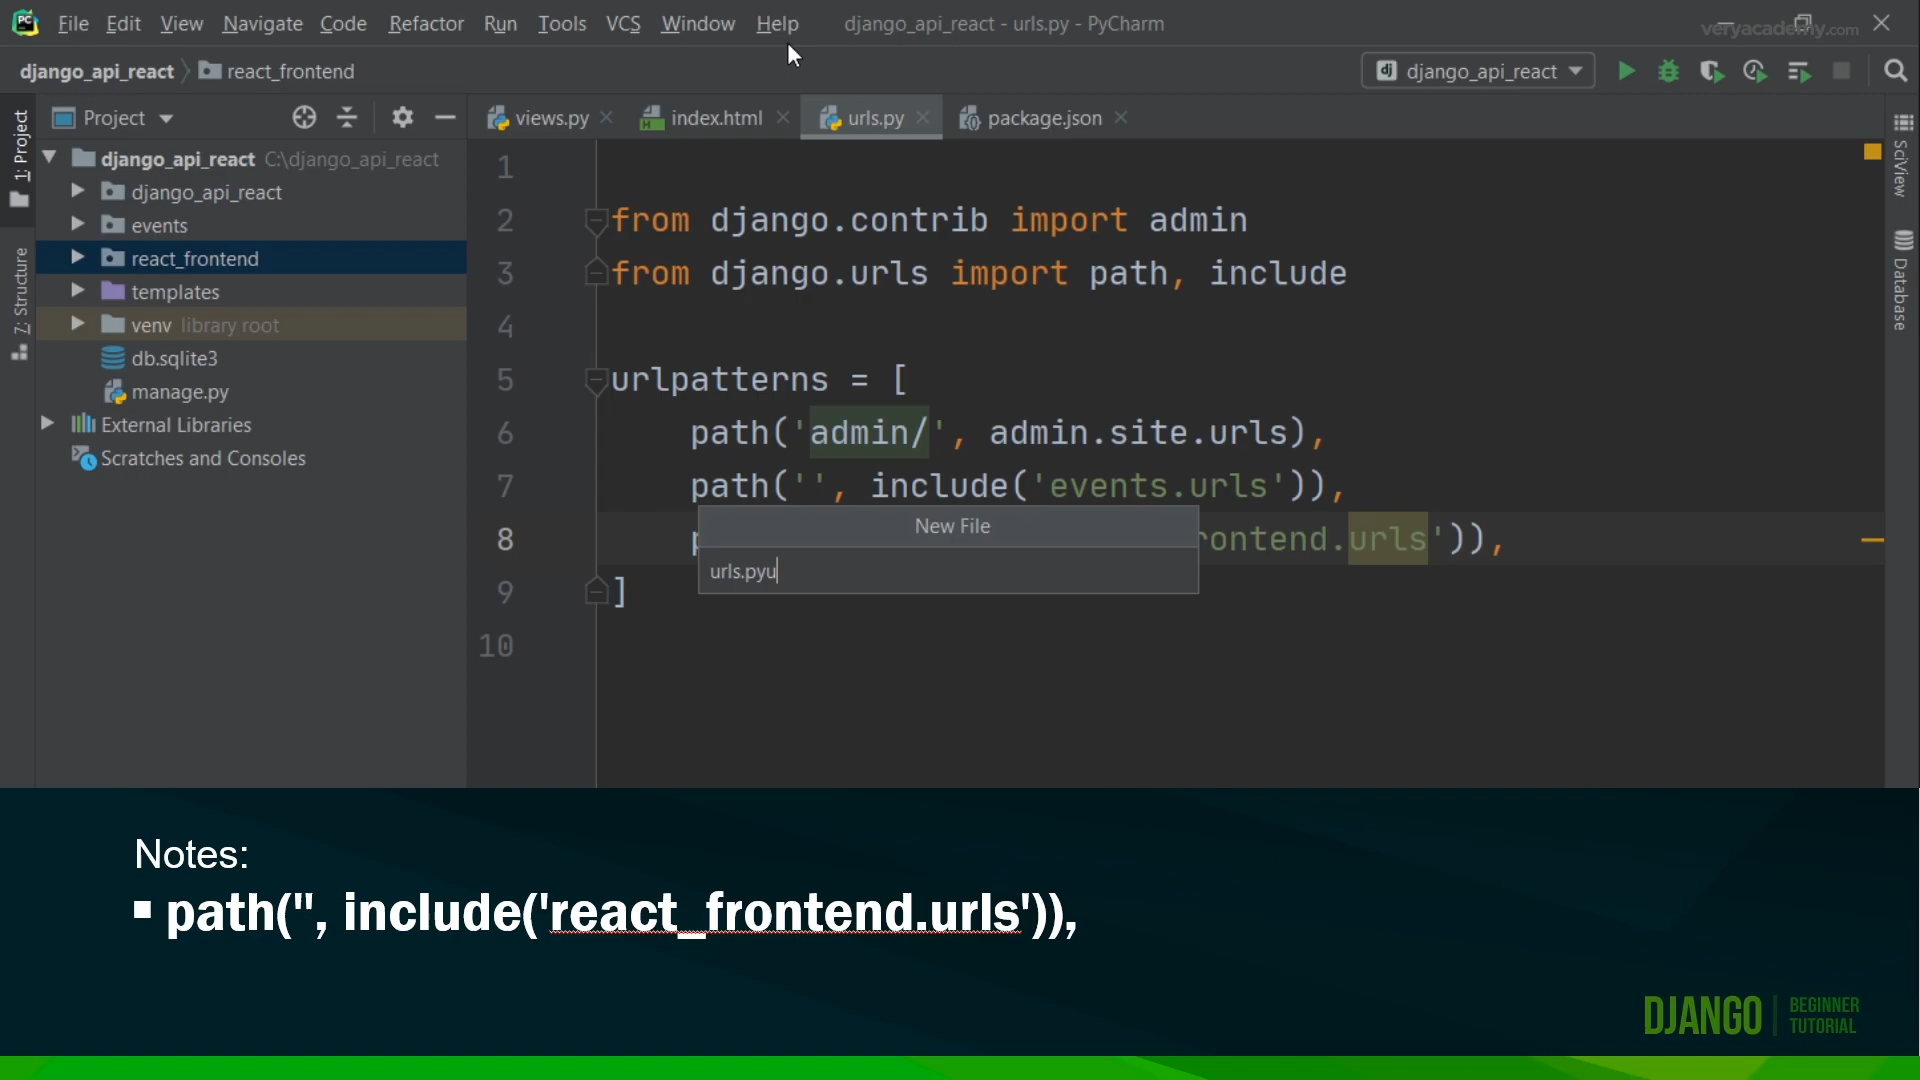 File Edit View Navigate Code Refactor Run Tools VCS Window Help django_api_react - urls.py - PyCharm veryacademy.com
django_api_react react_frontend django_api_react
1: Project
Project
views.py index.html urls.py package.json
django_api_react C:\django_api_react
django_api_react
events
react_frontend
templates
venv library root
db.sqlite3
manage.py
External Libraries
Scratches and Consoles
7: Structure
1
2 from django.contrib import admin
3 from django.urls import path, include
4
5 urlpatterns = [
6 path('admin/', admin.site.urls),
7 path('', include('events.urls')),
8 p rontend.urls')),
New File
urls.pyu
9 ]
10
SciView
Database
Notes:
▪ path('', include('react_frontend.urls')),
DJANGO BEGINNER
TUTORIAL